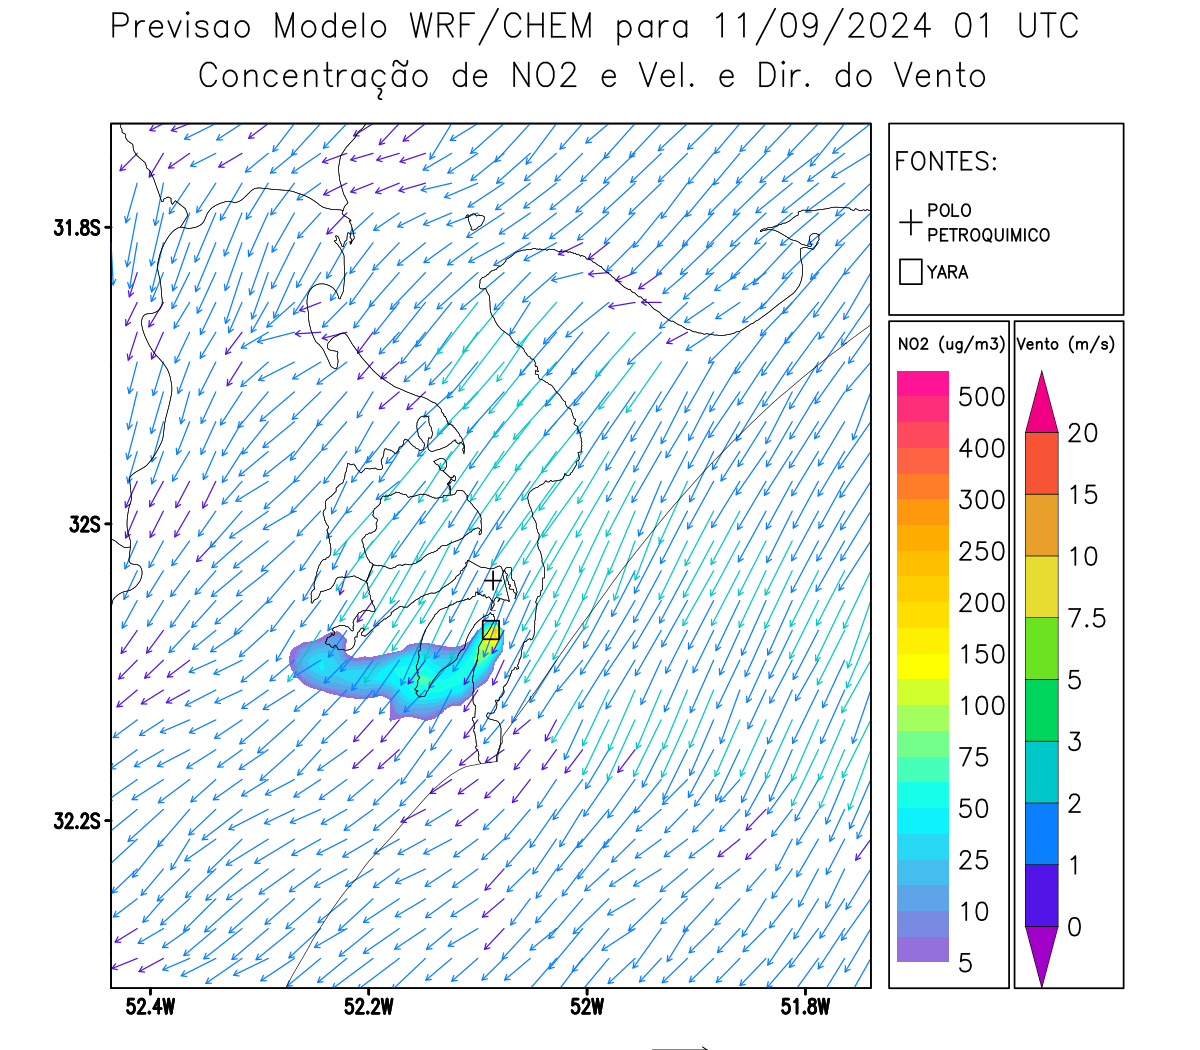 Previsao Modelo WRF/CHEM para 11/09/2024 01 UTC
Concentração de NO2 e Vel. e Dir. do Vento
FONTES:
POLO
PETROQUIMICO
YARA
NO2 (ug/m3)
500
400
300
250
200
150
100
75
50
25
10
5
Vento (m/s)
20
15
10
7.5
5
3
2
1
0
31.8S
32S
32.2S
52.4W
52.2W
52W
51.8W